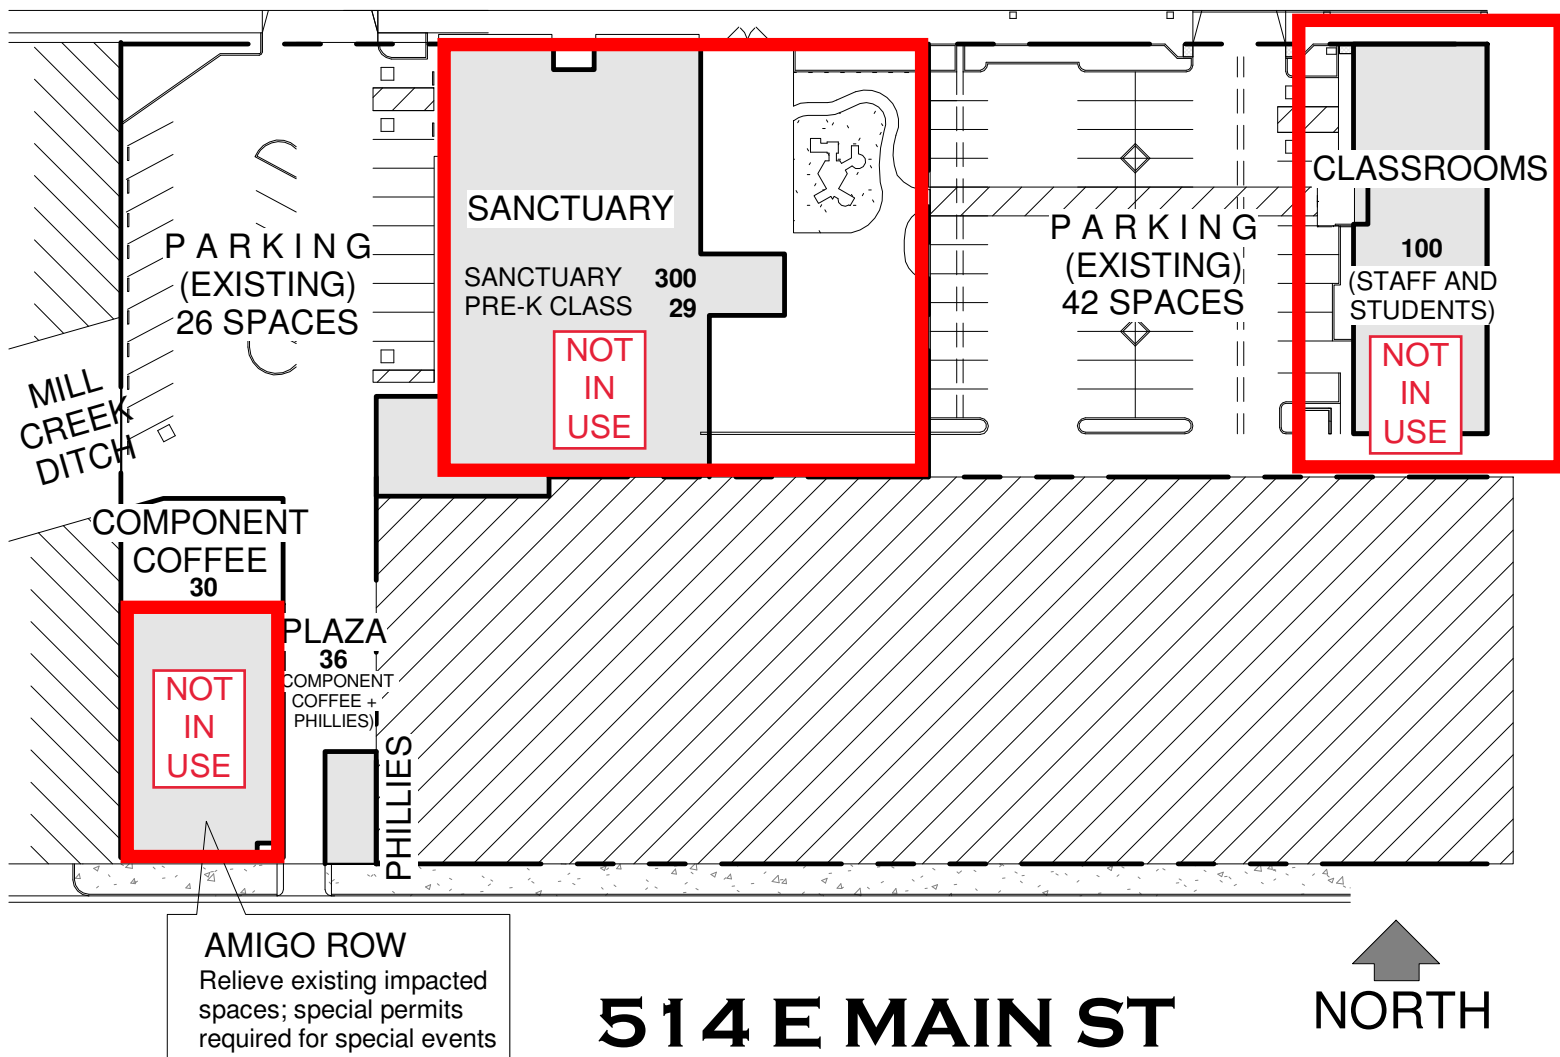 SANCTUARY
SANCTUARY 300
PRE-K CLASS 29
NOT
IN
USE
PARKING
(EXISTING)
26 SPACES
PARKING
(EXISTING)
42 SPACES
CLASSROOMS
100
(STAFF AND
STUDENTS)
NOT
IN
USE
MILL
CREEK
DITCH
COMPONENT
COFFEE
30
NOT
IN
USE
PLAZA
36
COMPONENT
COFFEE +
PHILLIES)
PHILLIES
AMIGO ROW
Relieve existing impacted
spaces; special permits
required for special events
514 E MAIN ST
NORTH